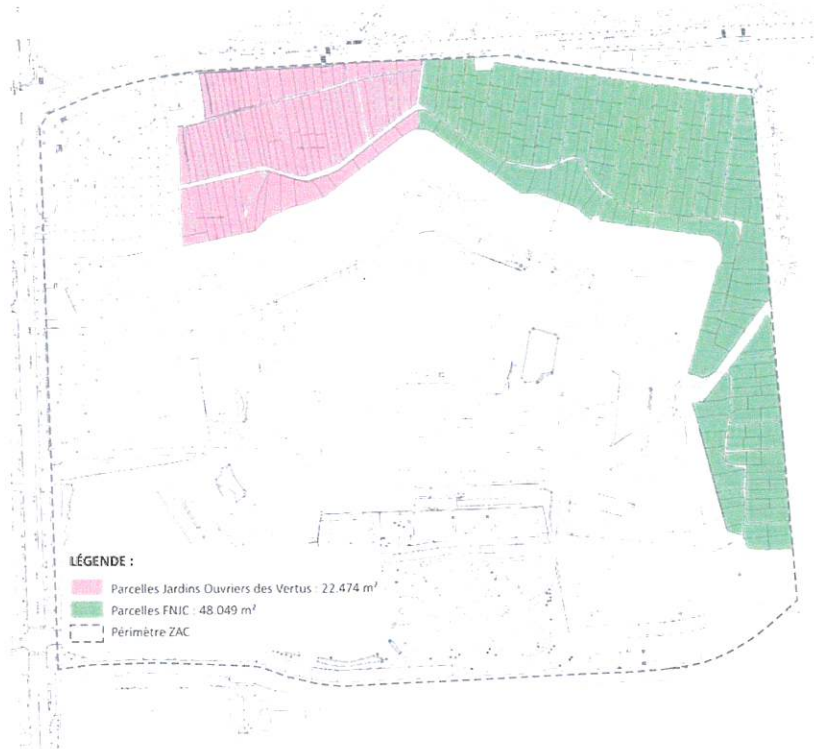 LÉGENDE :
Parcelles Jardins Ouvriers des Vertus : 22.474 m²
Parcelles FNJC : 48.049 m²
Périmètre ZAC